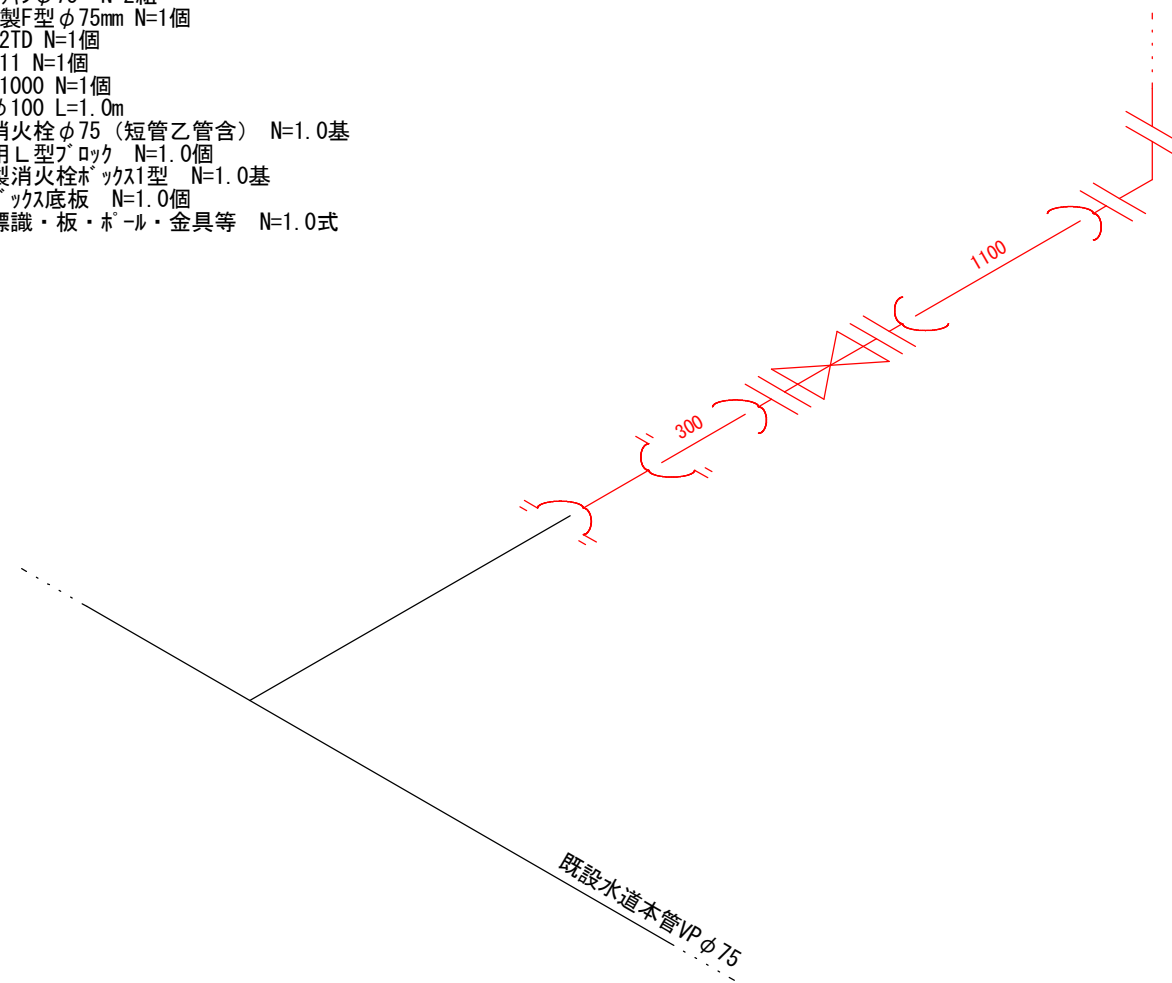 φ75 N=2組
製F型φ75mm N=1個
2TD N=1個
11 N=1個
1000 N=1個
φ100 L=1.0m
消火栓φ75（短管乙管含） N=1.0基
用Ｌ型ﾌﾞﾛｯｸ N=1.0個
製消火栓ﾎﾞｯｸｽ1型 N=1.0基
ﾞｯｸｽ底板 N=1.0個
標識・板・ﾎﾟｰﾙ・金具等 N=1.0式
1100
300
既設水道本管VPφ75